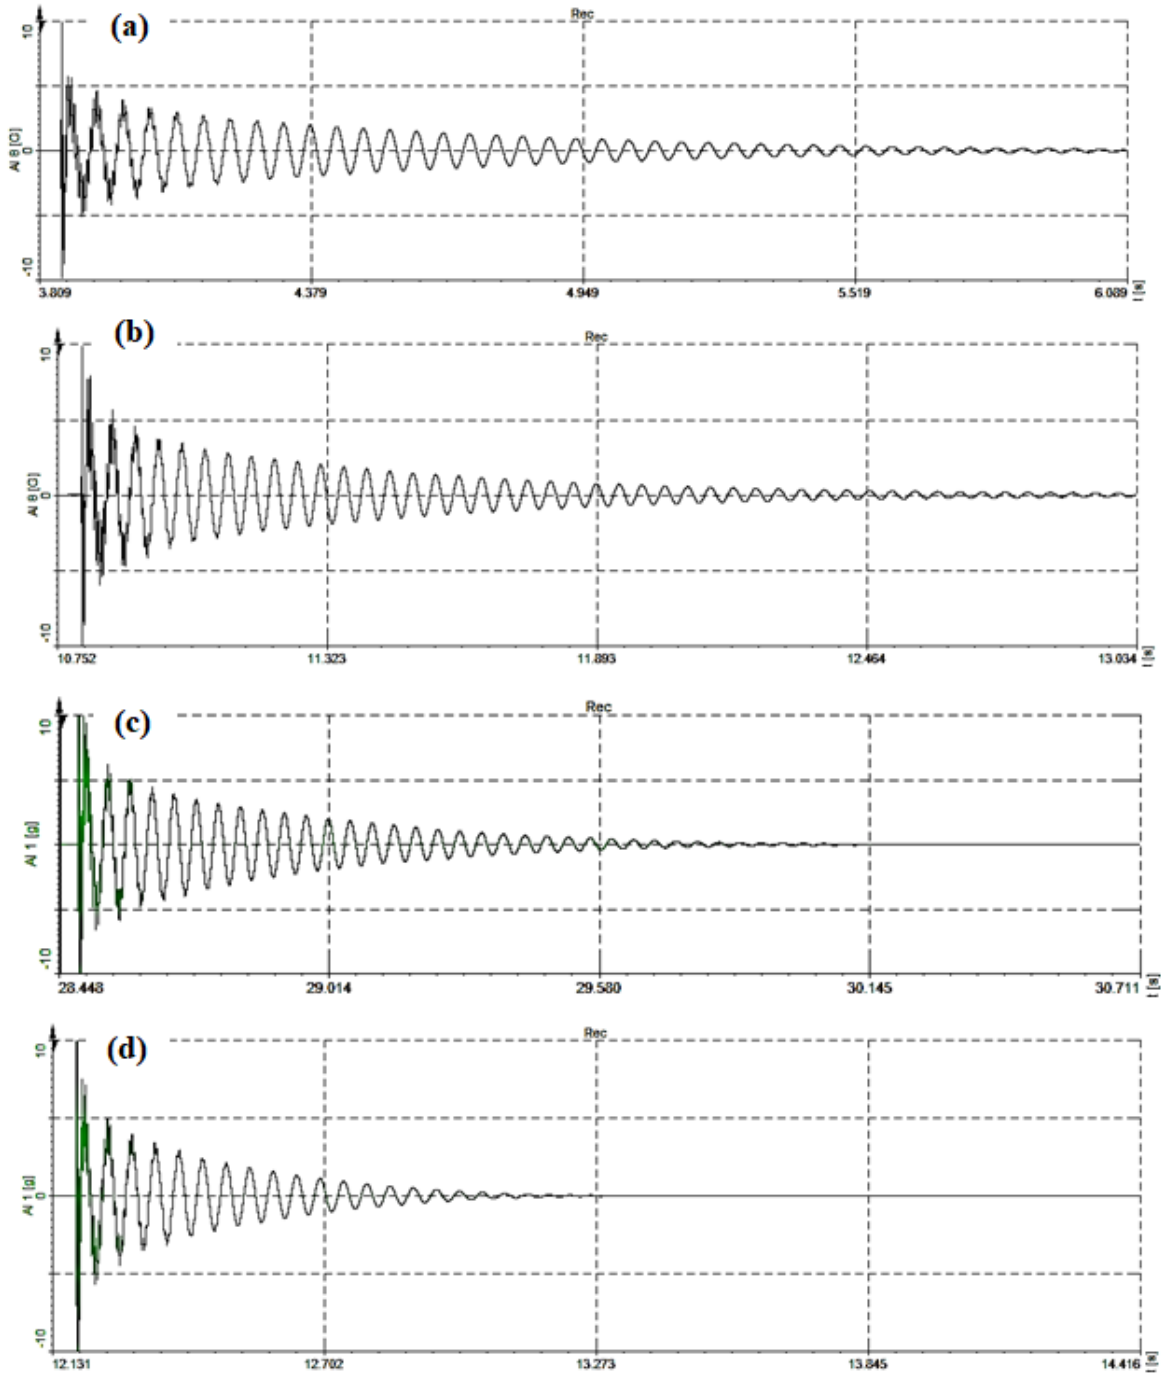 Rec
(a)
10
AI 8 [G]
0
-10
3.809 4.379 4.949 5.519 6.089
t [s]
Rec
(b)
10
AI 8 [G]
0
-10
10.752 11.323 11.893 12.464 13.034
t [s]
Rec
(c)
10
AI 1 [g]
-10
28.448 29.014 29.580 30.145 30.711
t [s]
Rec
(d)
10
AI 1 [g]
0
-10
12.131 12.702 13.273 13.845 14.416
t [s]